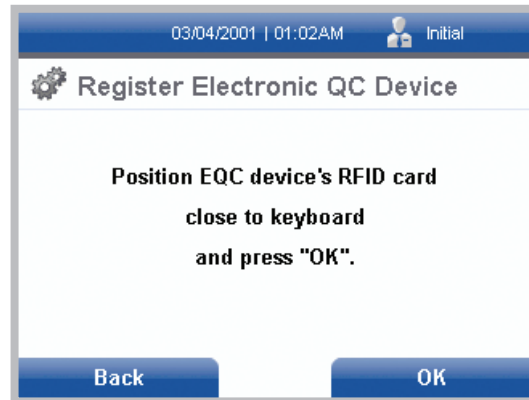 03/04/2001 | 01:02AM Initial
Register Electronic QC Device
Position EQC device's RFID card
close to keyboard
and press "OK".
Back OK